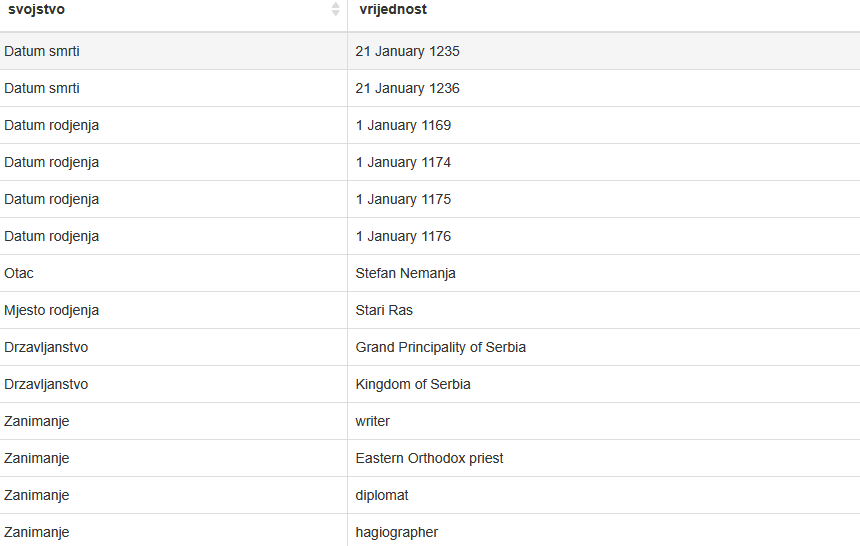 svojstvo vrijednost
Datum smrti 21 January 1235
Datum smrti 21 January 1236
Datum rodjenja 1 January 1169
Datum rodjenja 1 January 1174
Datum rodjenja 1 January 1175
Datum rodjenja 1 January 1176
Otac Stefan Nemanja
Mjesto rodjenja Stari Ras
Drzavljanstvo Grand Principality of Serbia
Drzavljanstvo Kingdom of Serbia
Zanimanje writer
Zanimanje Eastern Orthodox priest
Zanimanje diplomat
Zanimanje hagiographer